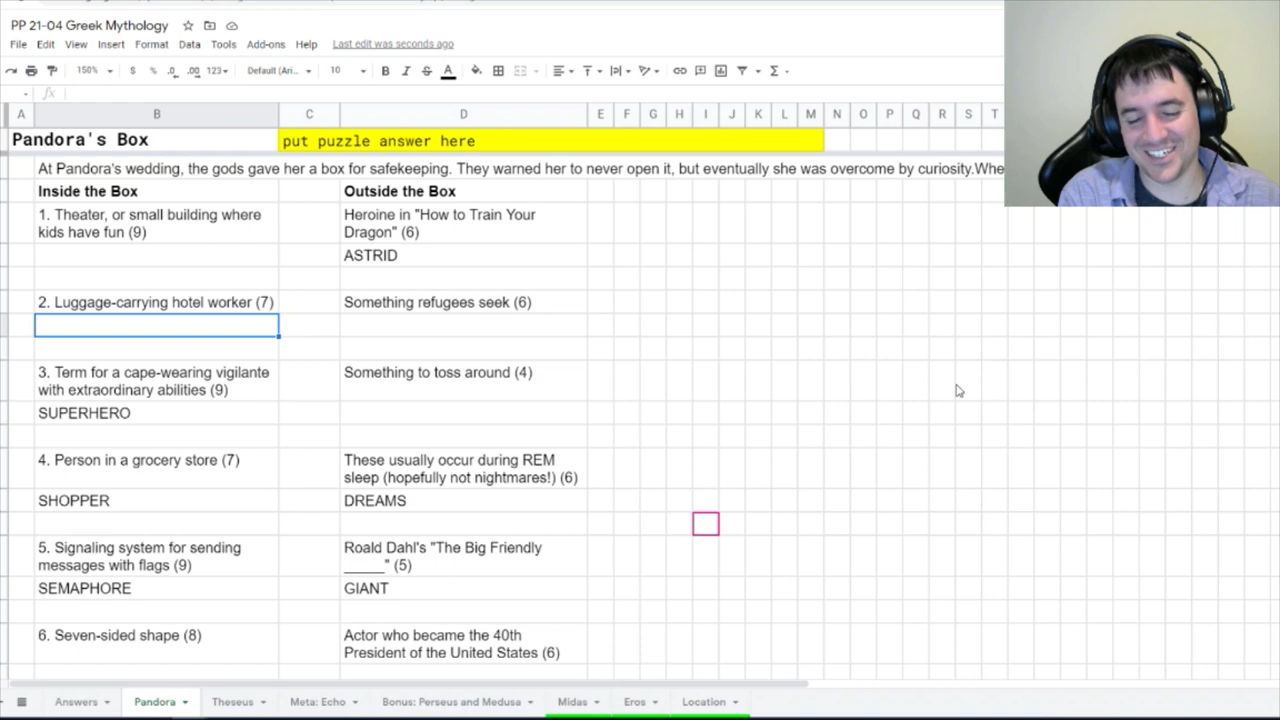 PP 21-04 Greek Mythology
File Edit View Insert Format Data Tools Add-ons Help Last edit was seconds ago
150% $ % .0 .00 123 Default (Ari... 10 B I S A
fx
A B C D E F G H I J K L M N O P Q R S T
Pandora's Box put puzzle answer here
At Pandora's wedding, the gods gave her a box for safekeeping. They warned her to never open it, but eventually she was overcome by curiosity.Whe
Inside the Box Outside the Box
1. Theater, or small building where Heroine in "How to Train Your
kids have fun (9) Dragon" (6)
ASTRID
2. Luggage-carrying hotel worker (7) Something refugees seek (6)
3. Term for a cape-wearing vigilante Something to toss around (4)
with extraordinary abilities (9)
SUPERHERO
4. Person in a grocery store (7) These usually occur during REM
sleep (hopefully not nightmares!) (6)
SHOPPER DREAMS
5. Signaling system for sending Roald Dahl's "The Big Friendly
messages with flags (9) _____" (5)
SEMAPHORE GIANT
6. Seven-sided shape (8) Actor who became the 40th
President of the United States (6)
Answers Pandora Theseus Meta: Echo Bonus: Perseus and Medusa Midas Eros Location